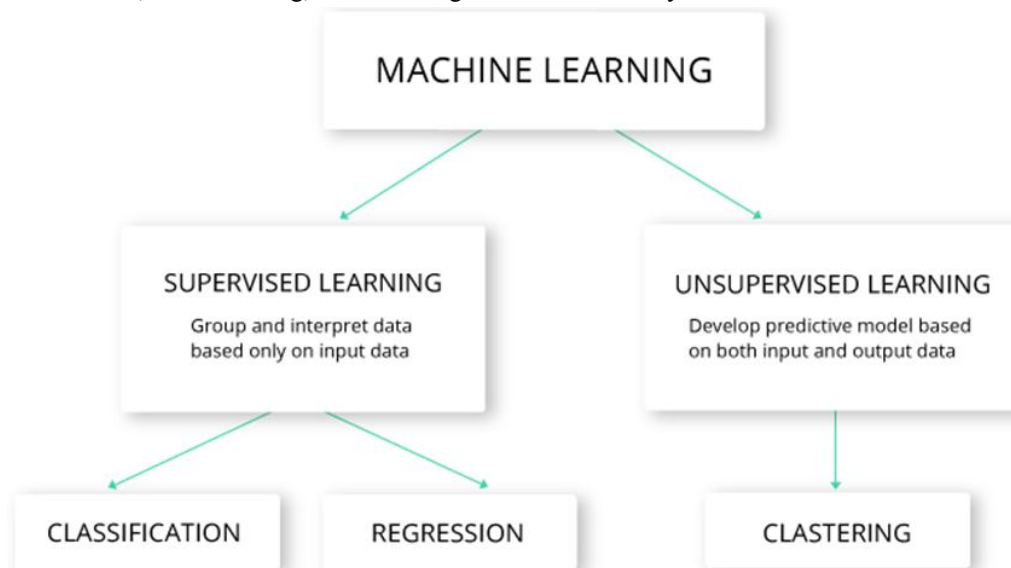 MACHINE LEARNING
SUPERVISED LEARNING
Group and interpret data
based only on input data
UNSUPERVISED LEARNING
Develop predictive model based
on both input and output data
CLASSIFICATION
REGRESSION
CLASTERING